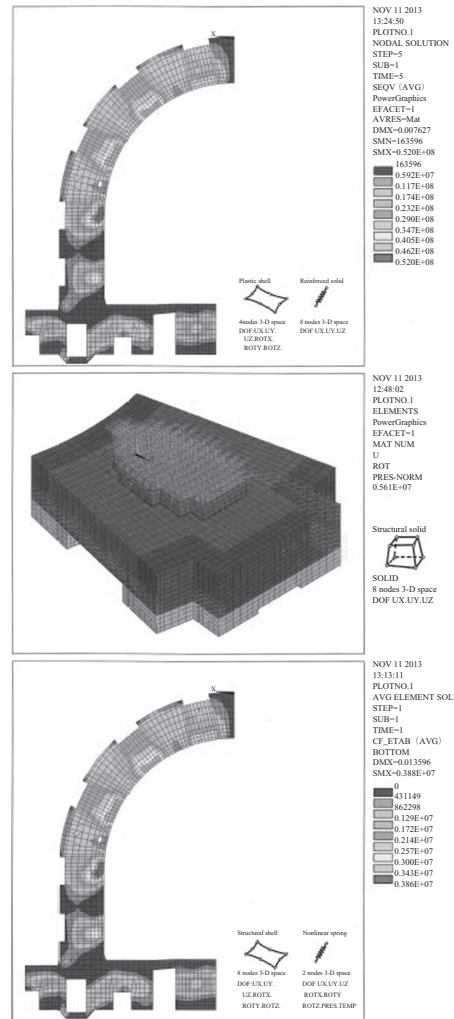 X
NOV 11 2013
13:24:50
PLOTNO.1
NODAL SOLUTION
STEP=5
SUB=1
TIME=5
SEQV (AVG)
PowerGraphics
EFACET=1
AVRES=Mat
DMX=0.007627
SMN=163596
SMX=0.520E+08
163596
0.592E+07
0.117E+08
0.174E+08
0.232E+08
0.290E+08
0.347E+08
0.405E+08
0.462E+08
0.520E+08
Plastic shell
4nodes 3-D space
DOF:UX.UY.
UZ.ROTX.
ROTY.ROTZ.
Reinforced solid
8 nodes 3-D space
DOF UX.UY.UZ
NOV 11 2013
12:48:02
PLOTNO.1
ELEMENTS
PowerGraphics
EFACET=1
MAT NUM
U
ROT
PRES-NORM
0.561E+07
Structural solid
SOLID
8 nodes 3-D space
DOF UX.UY.UZ
X
NOV 11 2013
13:13:11
PLOTNO.1
AVG ELEMENT SOL
STEP=1
SUB=1
TIME=1
CF_ETAB (AVG)
BOTTOM
DMX=0.013596
SMX=0.388E+07
0
431149
862298
0.129E+07
0.172E+07
0.214E+07
0.257E+07
0.300E+07
0.343E+07
0.386E+07
Structuraf shell
8 nodes 3-D space
DOF:UX.UY.
UZ.ROTX.
ROTY.ROTZ.
Nonlinear spring
2 nodes 3-D space
DOF UX.UY.UZ
ROTX.ROTY
ROTZ.PRES.TEMP